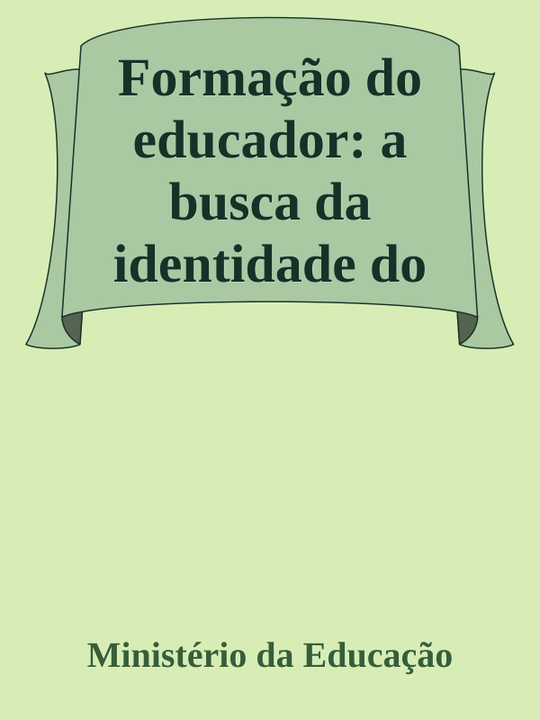 Formação do
educador: a
busca da
identidade do
Ministério da Educação